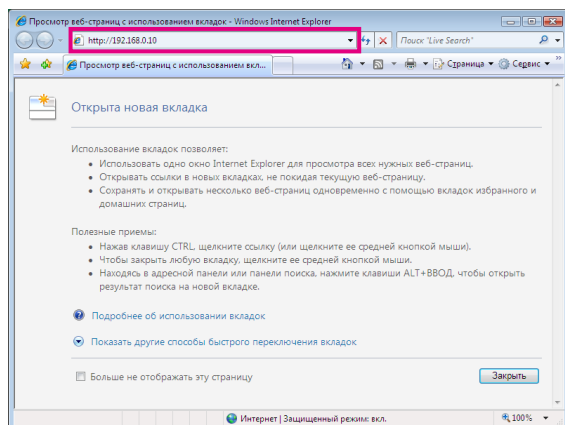 Просмотр веб-страниц с использованием вкладок - Windows Internet Explorer
http://192.168.0.10
Поиск "Live Search"
Просмотр веб-страниц с использованием вкл...
Страница
Сервис
Открыта новая вкладка
Использование вкладок позволяет:
• Использовать одно окно Internet Explorer для просмотра всех нужных веб-страниц.
• Открывать ссылки в новых вкладках, не покидая текущую веб-страницу.
• Сохранять и открывать несколько веб-страниц одновременно с помощью вкладок избранного и
домашних страниц.
Полезные приемы:
• Нажав клавишу CTRL, щелкните ссылку (или щелкните ее средней кнопкой мыши).
• Чтобы закрыть любую вкладку, щелкните ее средней кнопкой мыши.
• Находясь в адресной панели или панели поиска, нажмите клавиши ALT+ВВОД, чтобы открыть
результат поиска на новой вкладке.
Подробнее об использовании вкладок
Показать другие способы быстрого переключения вкладок
Больше не отображать эту страницу
Закрыть
Интернет | Защищенный режим: вкл.
100%